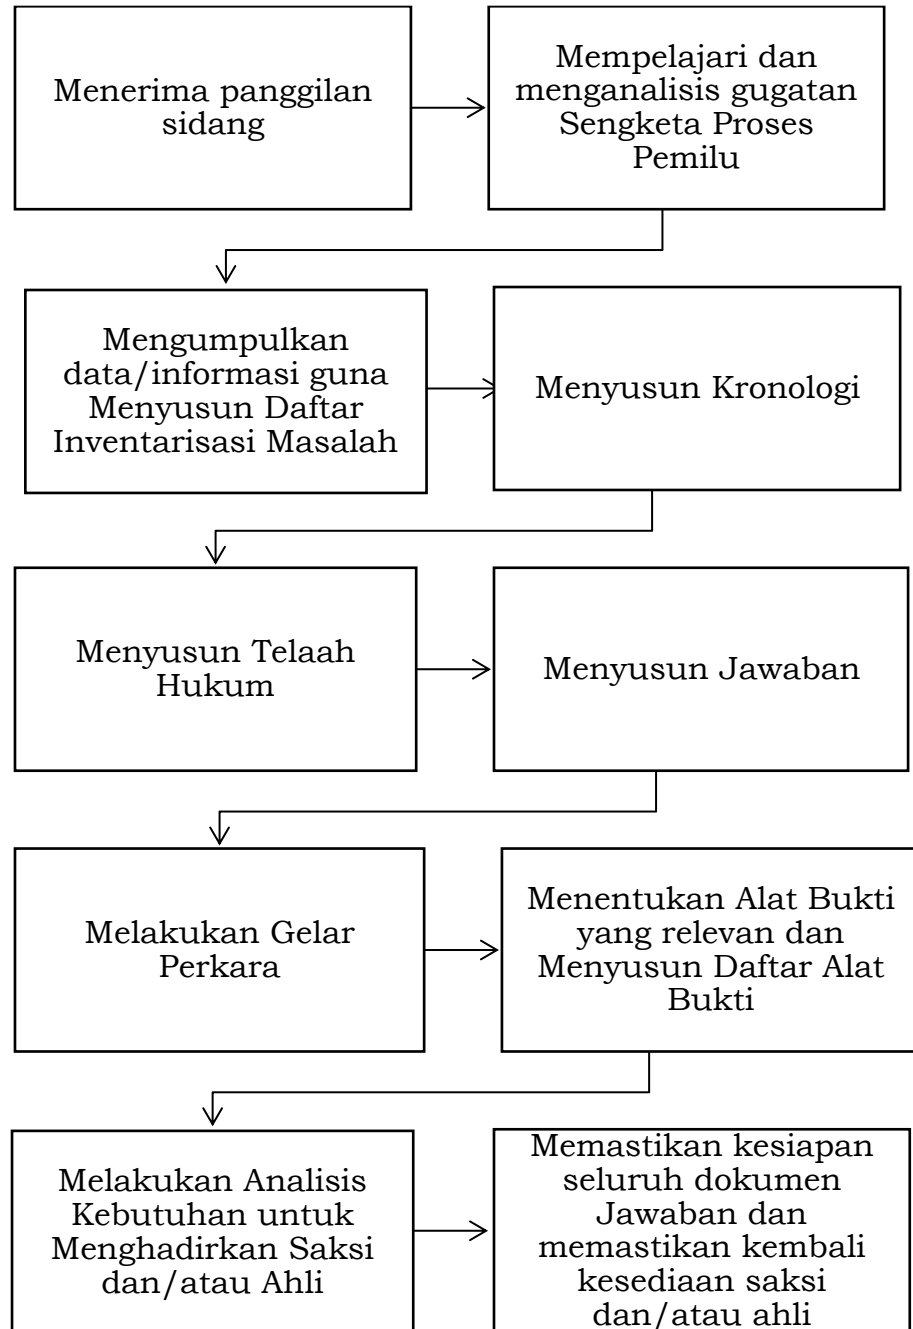 Menerima panggilan
sidang
Mempelajari dan
menganalisis gugatan
Sengketa Proses
Pemilu
Mengumpulkan
data/informasi guna
Menyusun Daftar
Inventarisasi Masalah
Menyusun Kronologi
Menyusun Telaah
Hukum
Menyusun Jawaban
Melakukan Gelar
Perkara
Menentukan Alat Bukti
yang relevan dan
Menyusun Daftar Alat
Bukti
Melakukan Analisis
Kebutuhan untuk
Menghadirkan Saksi
dan/atau Ahli
Memastikan kesiapan
seluruh dokumen
Jawaban dan
memastikan kembali
kesediaan saksi
dan/atau ahli